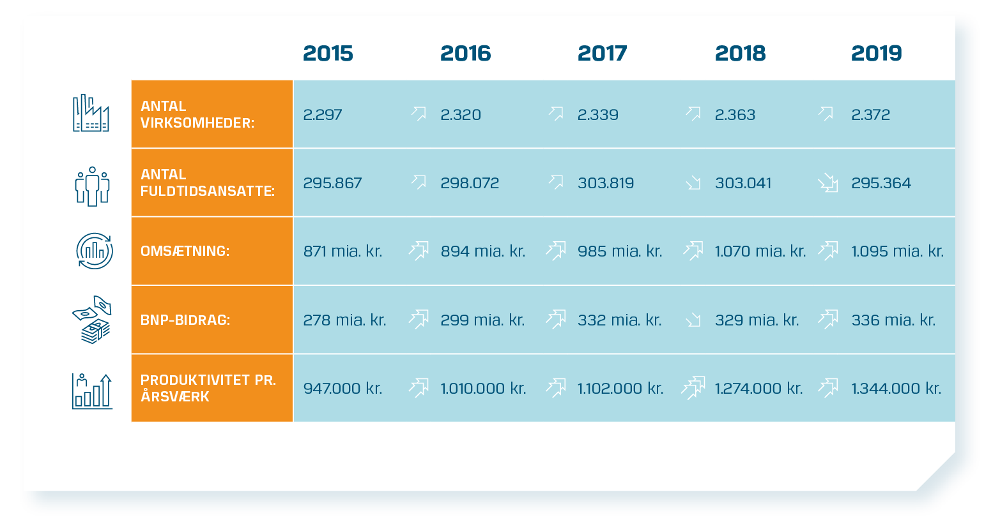 2015 2016 2017 2018 2019
ANTAL
VIRKSOMHEDER:
2.297 2.320 2.339 2.363 2.372
ANTAL
FULDTIDSANSATTE:
295.867 298.072 303.819 303.041 295.364
OMSÆTNING: 871 mia. kr. 894 mia. kr. 985 mia. kr. 1.070 mia. kr. 1.095 mia. kr.
BNP-BIDRAG: 278 mia. kr. 299 mia. kr. 332 mia. kr. 329 mia. kr. 336 mia. kr.
PRODUKTIVITET PR.
ÅRSVÆRK
947.000 kr. 1.010.000 kr. 1.102.000 kr. 1.274.000 kr. 1.344.000 kr.